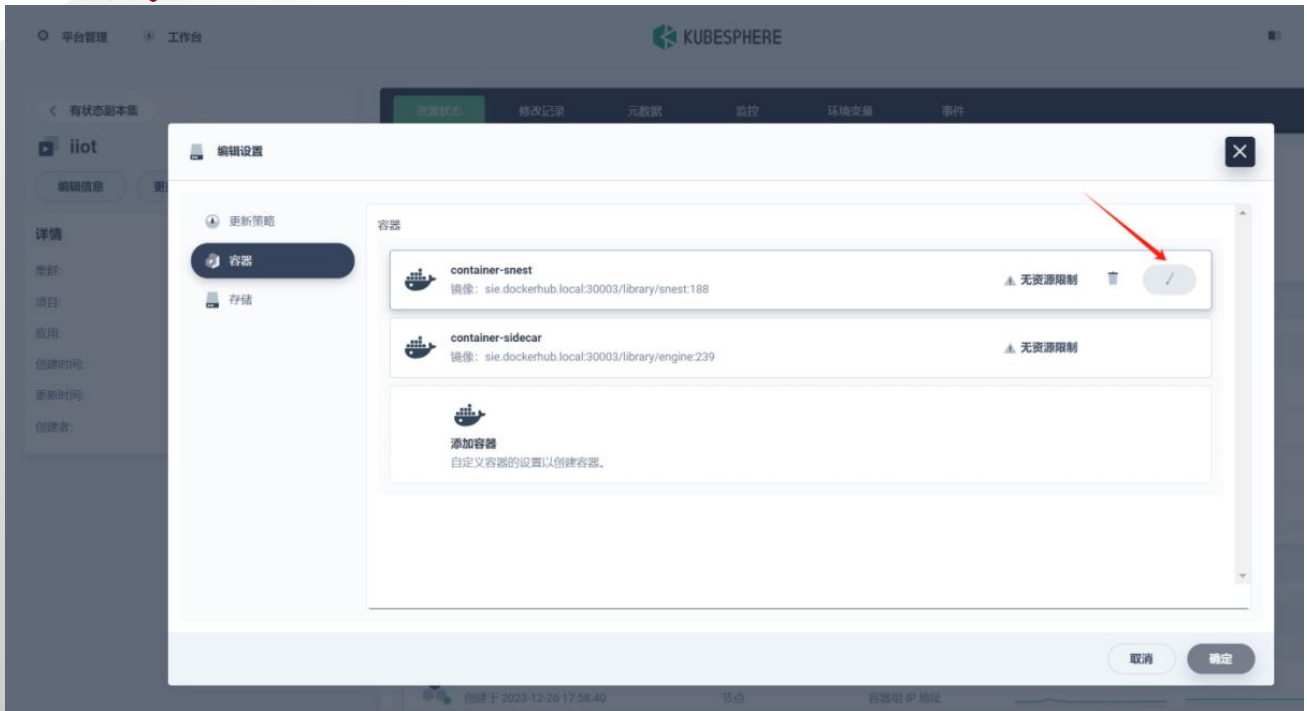 平台管理
工作台
KUBESPHERE
有状态副本集
资源状态
修改记录
元数据
监控
环境变量
事件
iiot
编辑信息
更
详情
集群:
项目:
应用:
创建时间:
更新时间:
创建者:
编辑设置
更新策略
容器
存储
容器
container-snest
镜像: sie.dockerhub.local:30003/library/snest:188
无资源限制
container-sidecar
镜像: sie.dockerhub.local:30003/library/engine:239
无资源限制
添加容器
自定义容器的设置以创建容器。
取消
确定
创建于 2023-12-26 17:58:40
节点
容器组 IP 地址